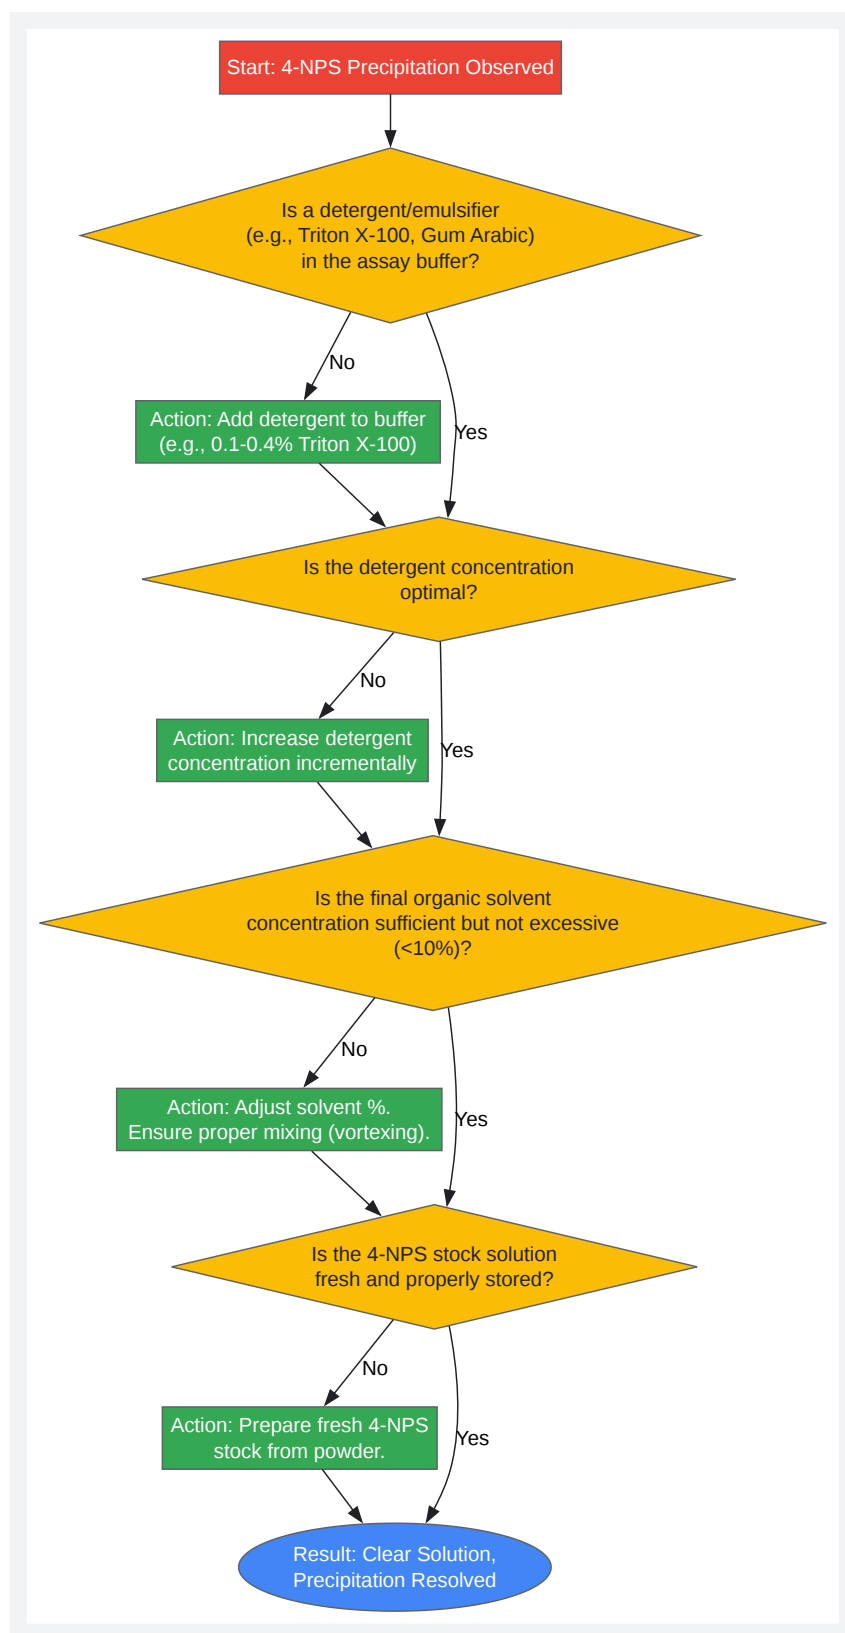 Start: 4-NPS Precipitation Observed
Is a detergent/emulsifier
(e.g., Triton X-100, Gum Arabic)
in the assay buffer?
No
Action: Add detergent to buffer
(e.g., 0.1-0.4% Triton X-100)
Yes
Is the detergent concentration
optimal?
No
Action: Increase detergent
concentration incrementally
Yes
Is the final organic solvent
concentration sufficient but not excessive
(<10%)?
No
Action: Adjust solvent %.
Ensure proper mixing (vortexing).
Yes
Is the 4-NPS stock solution
fresh and properly stored?
No
Action: Prepare fresh 4-NPS
stock from powder.
Yes
Result: Clear Solution,
Precipitation Resolved